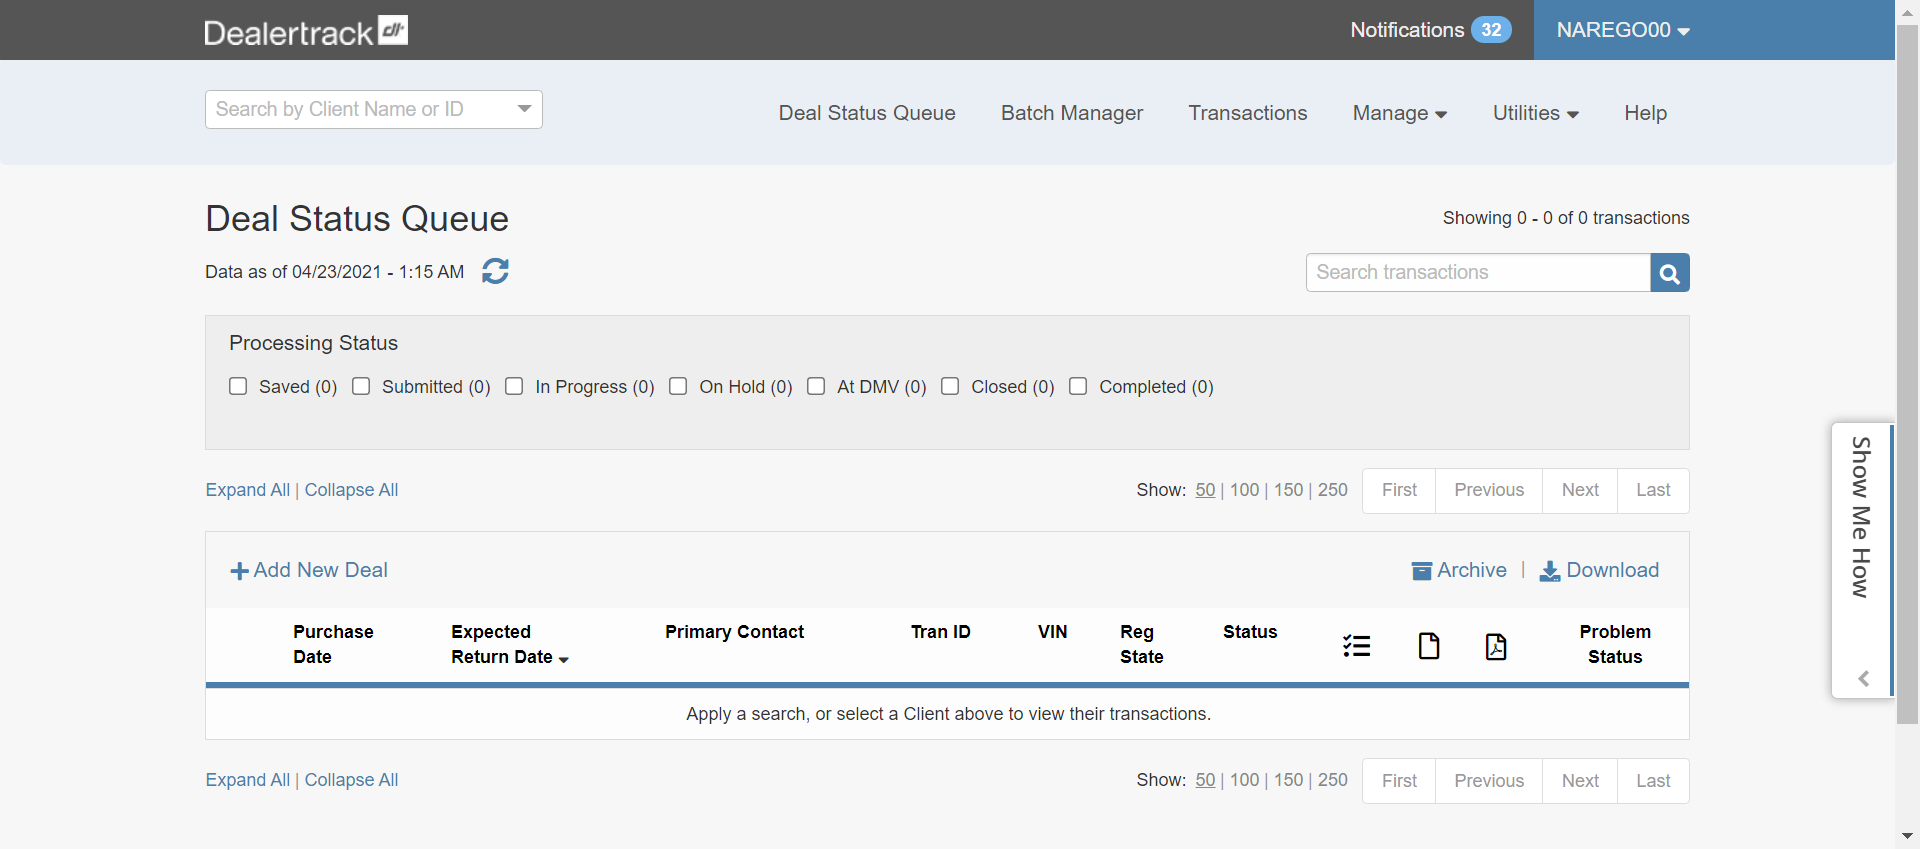 Dealertrack dt
Notifications 32
NAREGO00
Search by Client Name or ID
Deal Status Queue Batch Manager Transactions Manage Utilities Help
Deal Status Queue
Showing 0 - 0 of 0 transactions
Data as of 04/23/2021 - 1:15 AM
Search transactions
Processing Status
Saved (0) Submitted (0) In Progress (0) On Hold (0) At DMV (0) Closed (0) Completed (0)
Expand All | Collapse All
Show: 50 | 100 | 150 | 250 First Previous Next Last
Show Me How
Add New Deal
Archive | Download
Purchase Date
Expected Return Date
Primary Contact
Tran ID
VIN
Reg State
Status
Problem Status
Apply a search, or select a Client above to view their transactions.
Expand All | Collapse All
Show: 50 | 100 | 150 | 250 First Previous Next Last